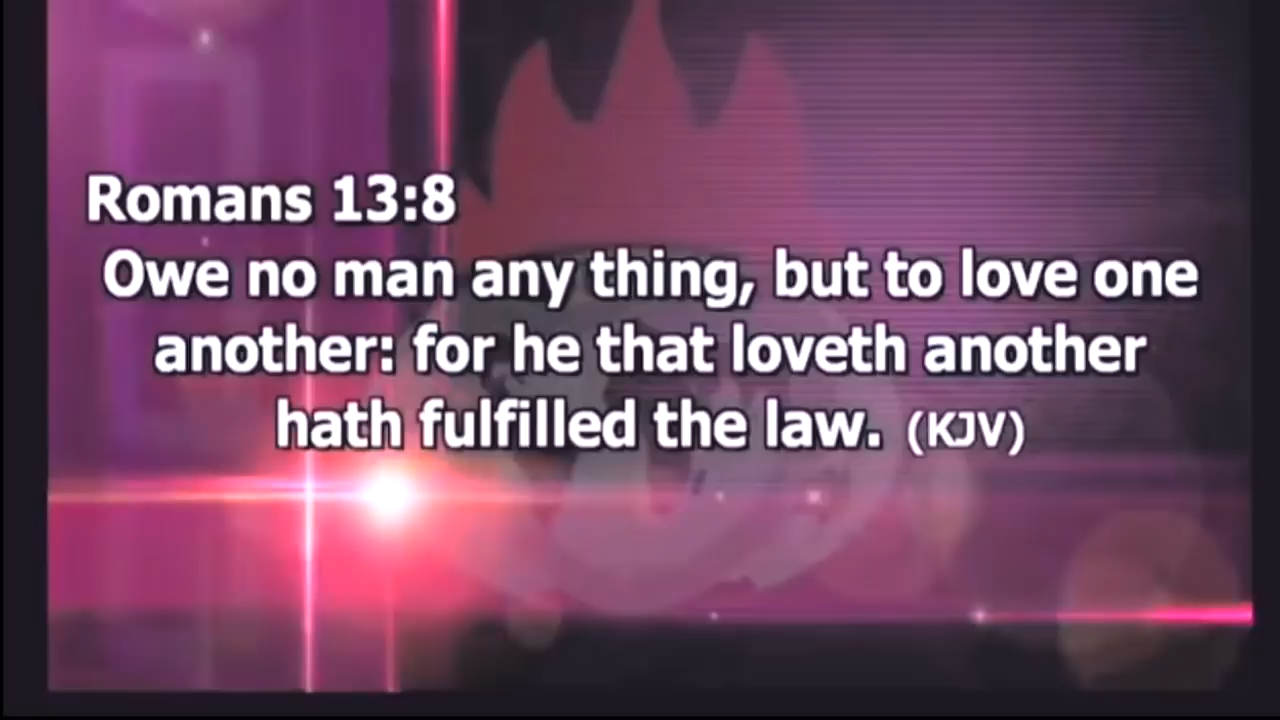 Romans 13:8
Owe no man any thing, but to love one
another: for he that loveth another
hath fulfilled the law. (KJV)